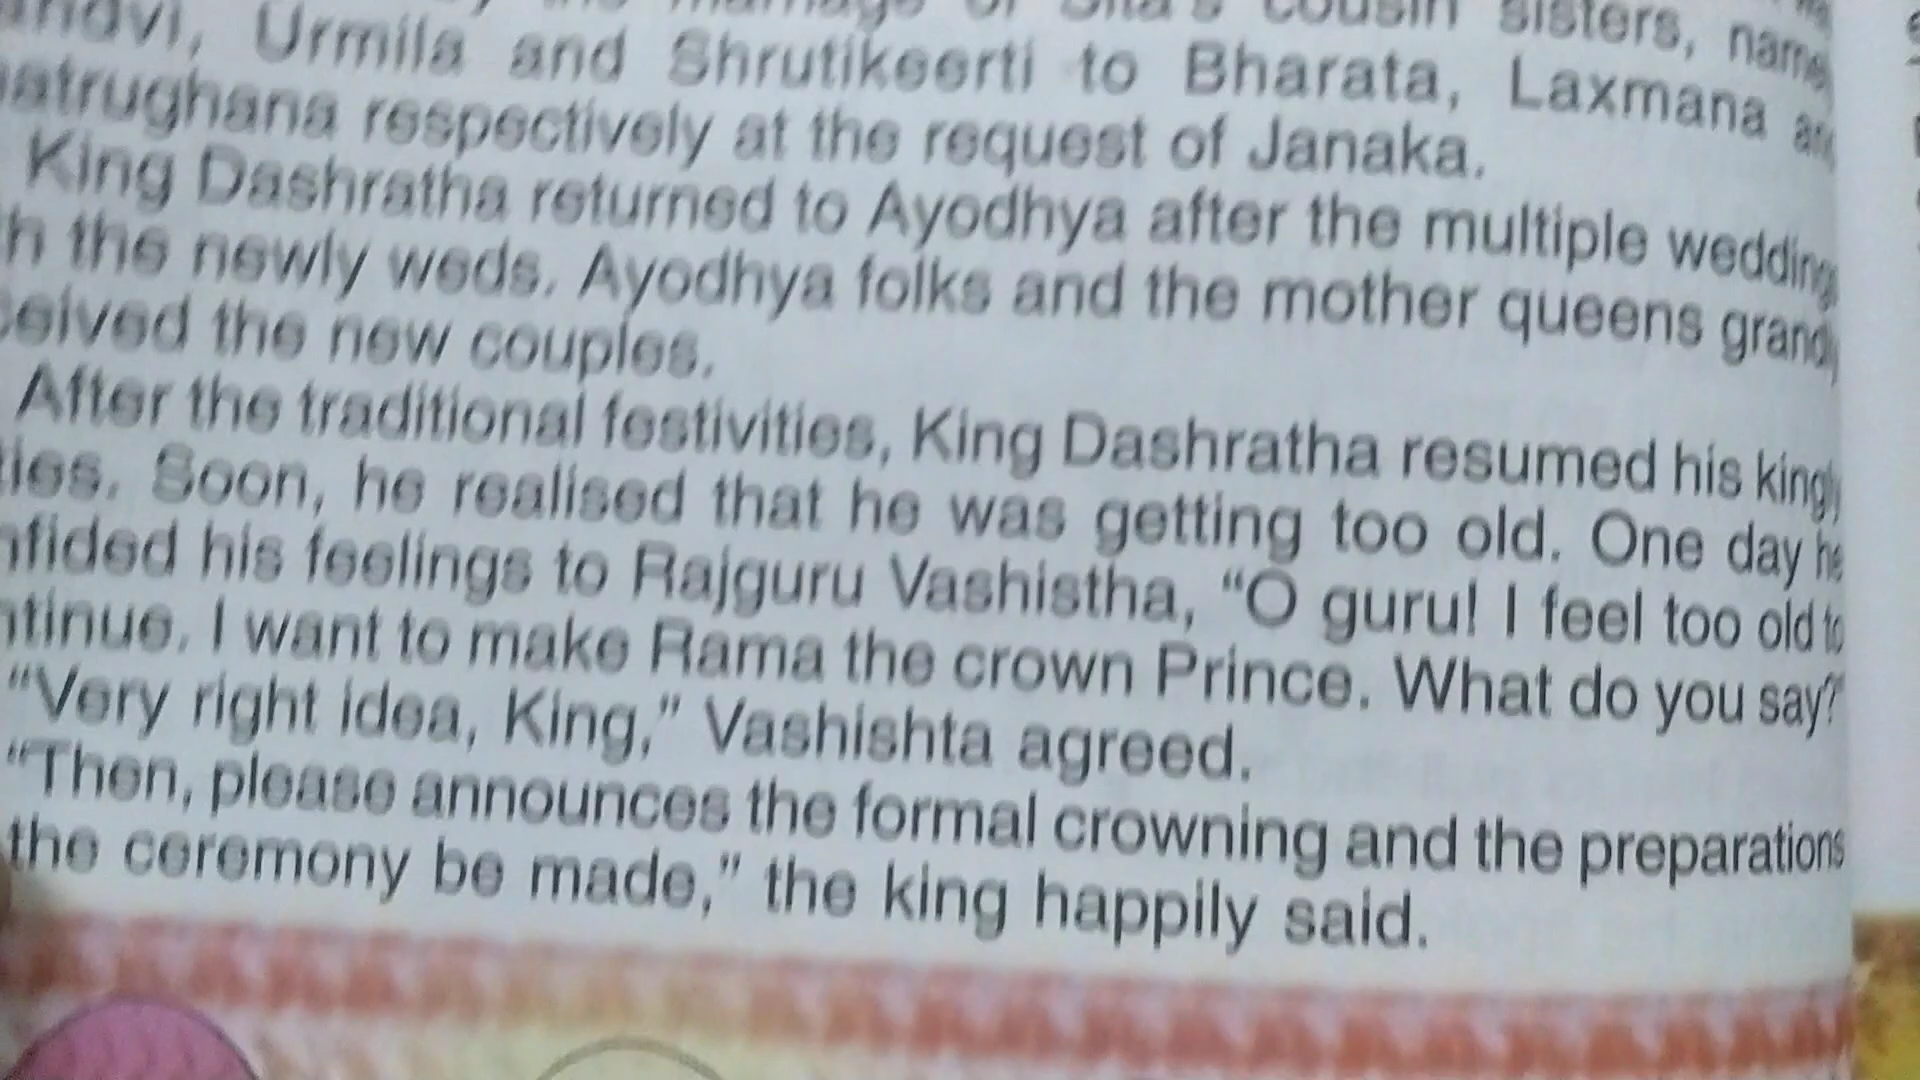 marriage of Sita's cousin sisters,
Urmila and Shrutikeerti to Bharata, Laxmana
respectively at the request of Janaka.
King Dashratha returned to Ayodhya after the multiple
the newly weds. Ayodhya folks and the mother queens
the new couples.
After the traditional festivities, King Dashratha resumed his
Soon, he realised that he was getting too old. One day
his feelings to Rajguru Vashistha, “O guru! I feel too old to
I want to make Rama the crown Prince. What do you say?”
“Very right idea, King,” Vashishta agreed.
“Then, please announces the formal crowning and the preparations
the ceremony be made,” the king happily said.